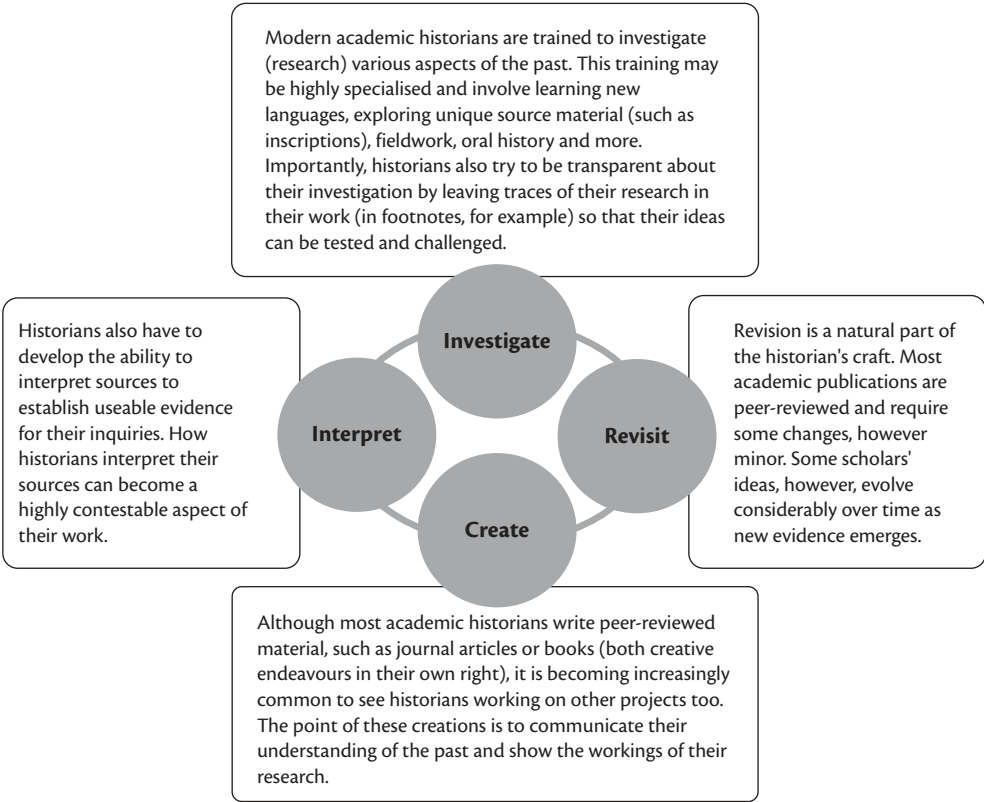 Modern academic historians are trained to investigate
(research) various aspects of the past. This training may
be highly specialised and involve learning new
languages, exploring unique source material (such as
inscriptions), fieldwork, oral history and more.
Importantly, historians also try to be transparent about
their investigation by leaving traces of their research in
their work (in footnotes, for example) so that their ideas
can be tested and challenged.
Investigate
Historians also have to
develop the ability to
interpret sources to
establish useable evidence
for their inquiries. How
historians interpret their
sources can become a
highly contestable aspect of
their work.
Interpret
Revisit
Revision is a natural part of
the historian's craft. Most
academic publications are
peer-reviewed and require
some changes, however
minor. Some scholars'
ideas, however, evolve
considerably over time as
new evidence emerges.
Create
Although most academic historians write peer-reviewed
material, such as journal articles or books (both creative
endeavours in their own right), it is becoming increasingly
common to see historians working on other projects too.
The point of these creations is to communicate their
understanding of the past and show the workings of their
research.